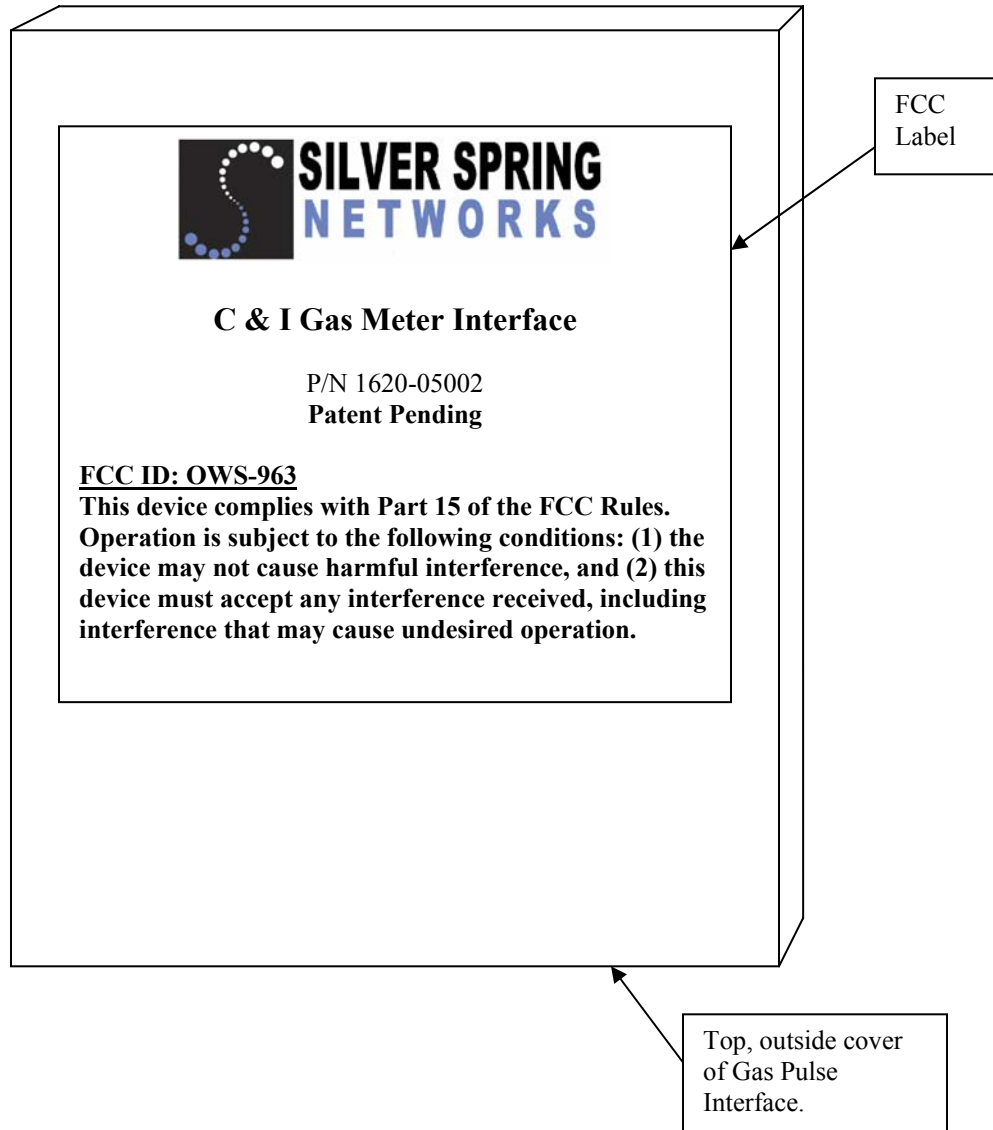 SILVER SPRING
NETWORKS
C & I Gas Meter Interface
P/N 1620-05002
Patent Pending
FCC ID: OWS-963
This device complies with Part 15 of the FCC Rules.
Operation is subject to the following conditions: (1) the
device may not cause harmful interference, and (2) this
device must accept any interference received, including
interference that may cause undesired operation.
FCC
Label
Top, outside cover
of Gas Pulse
Interface.